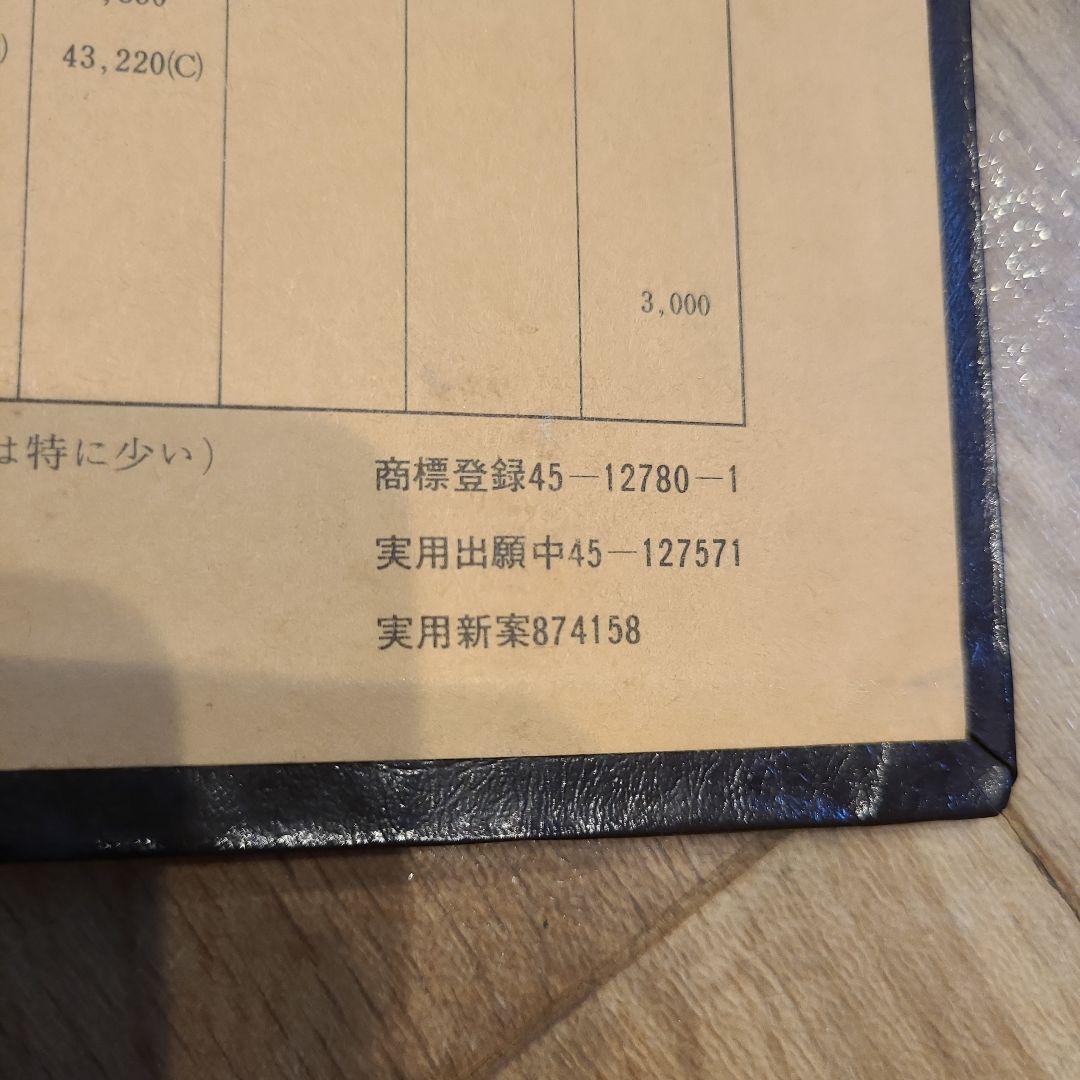 43,220(C)
3,000
は特に少い)
商標登録45-12780-1
実用出願中45-127571
実用新案874158